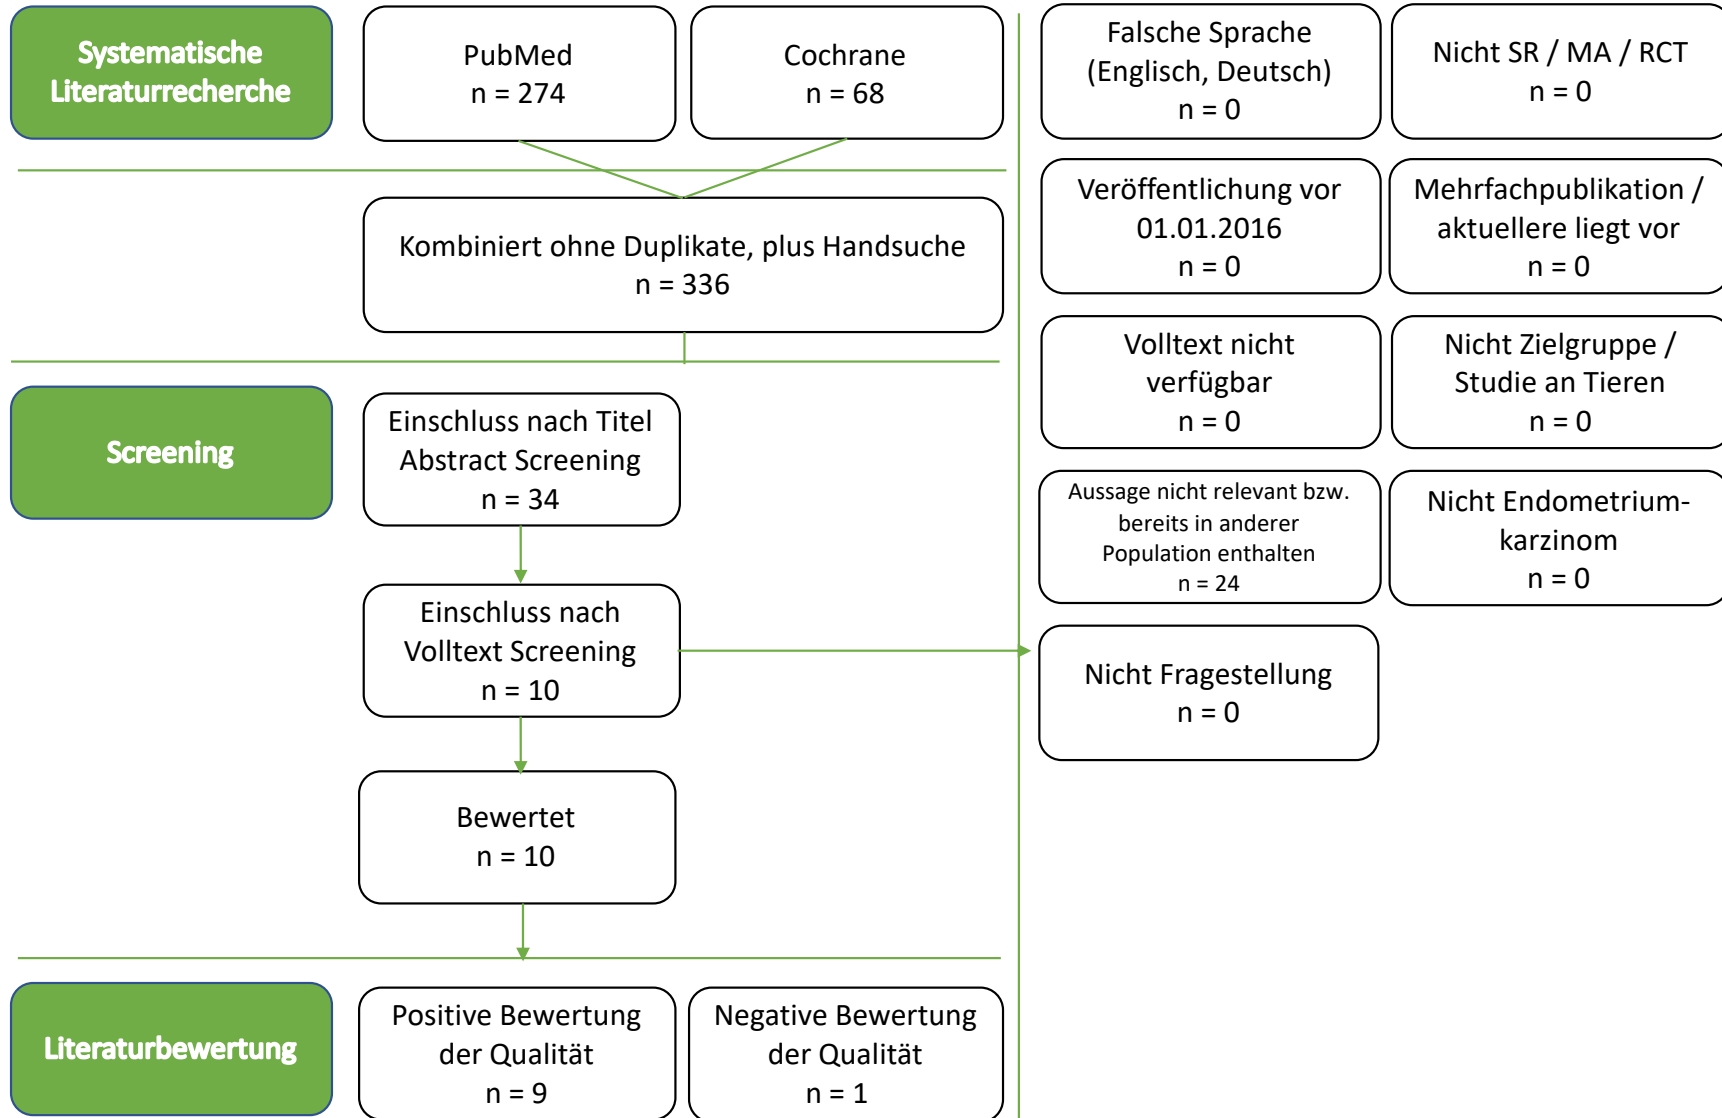 Systematische
Literaturrecherche
PubMed
n = 274
Cochrane
n = 68
Kombiniert ohne Duplikate, plus Handsuche
n = 336
Screening
Einschluss nach Titel
Abstract Screening
n = 34
Einschluss nach
Volltext Screening
n = 10
Bewertet
n = 10
Literaturbewertung
Positive Bewertung
der Qualität
n = 9
Negative Bewertung
der Qualität
n = 1
Falsche Sprache
(Englisch, Deutsch)
n = 0
Nicht SR / MA / RCT
n = 0
Veröffentlichung vor
01.01.2016
n = 0
Mehrfachpublikation /
aktuellere liegt vor
n = 0
Volltext nicht
verfügbar
n = 0
Nicht Zielgruppe /
Studie an Tieren
n = 0
Aussage nicht relevant bzw.
bereits in anderer
Population enthalten
n = 24
Nicht Endometrium-
karzinom
n = 0
Nicht Fragestellung
n = 0